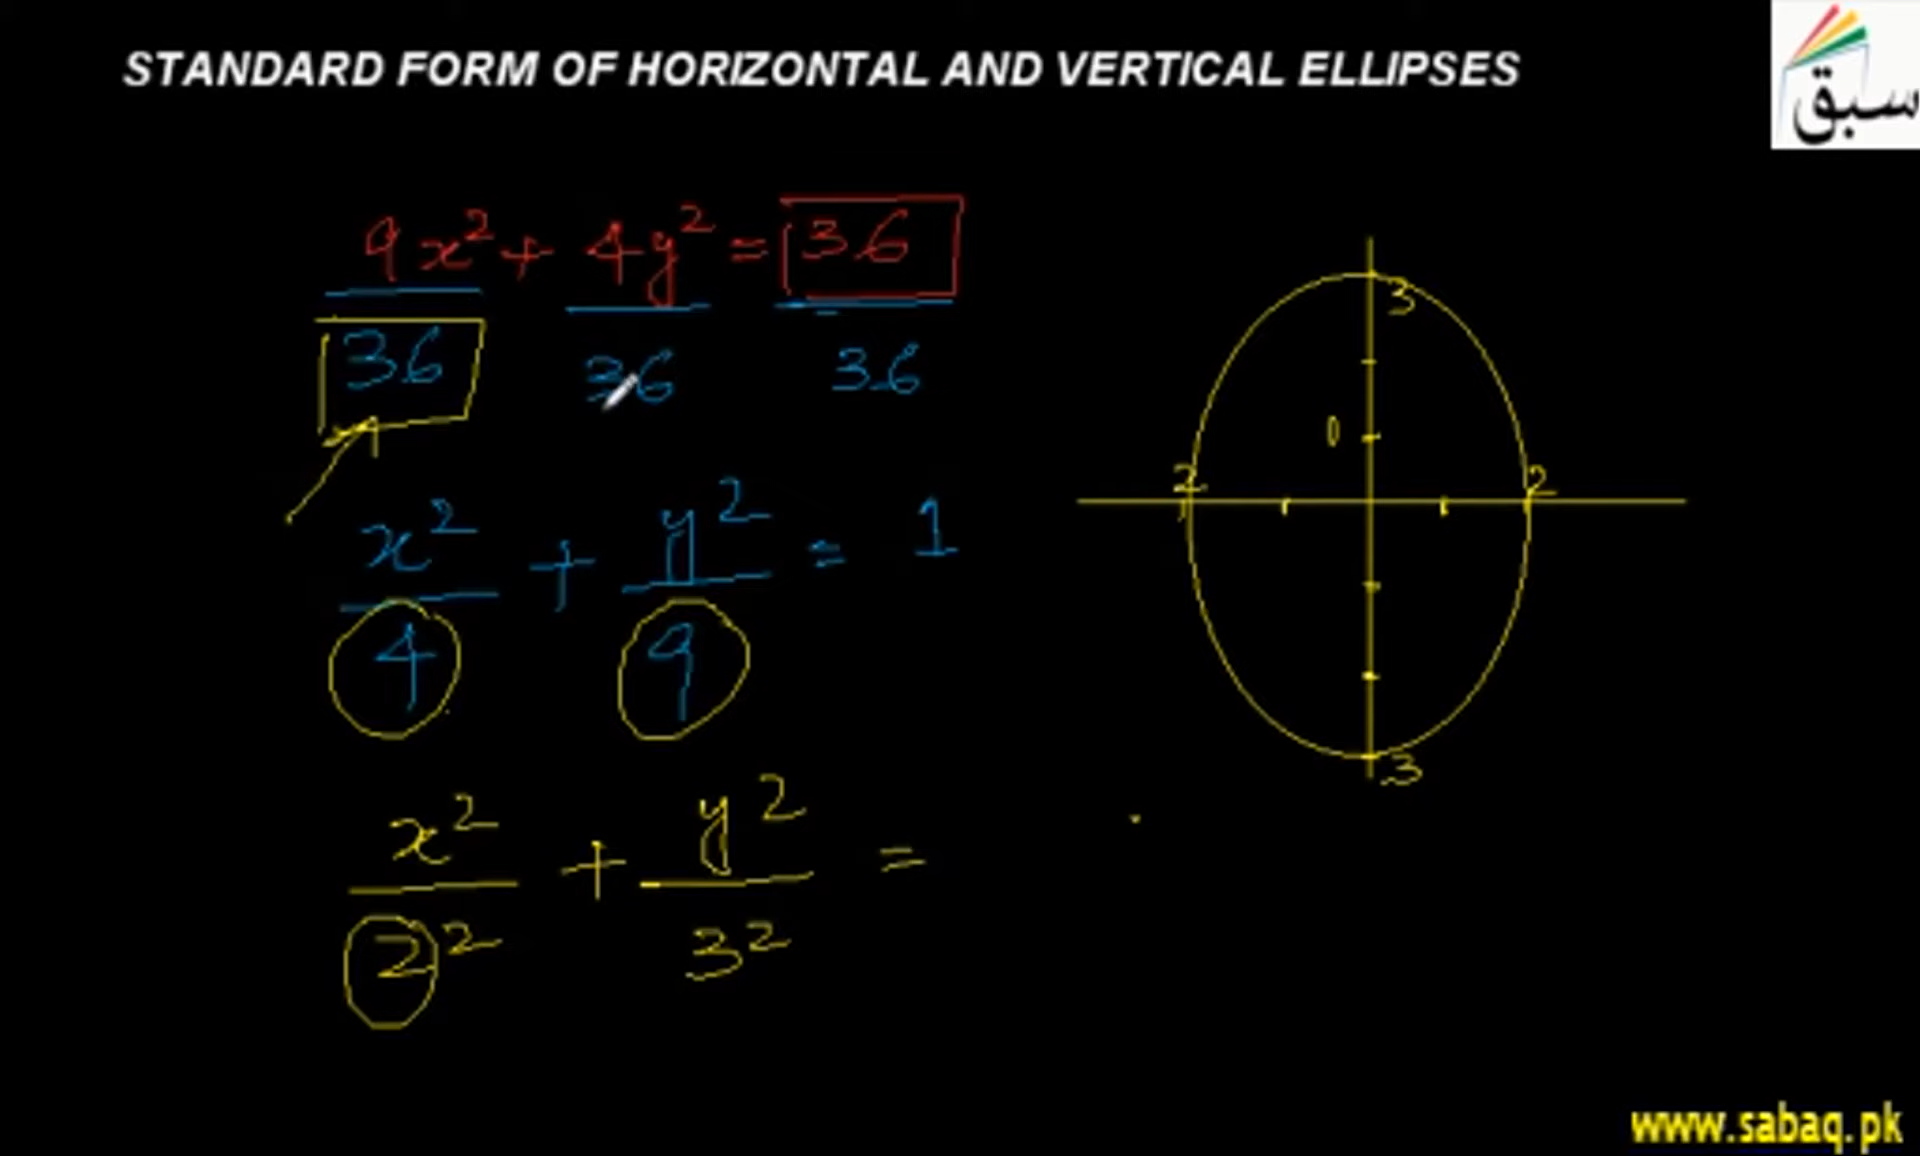 STANDARD FORM OF HORIZONTAL AND VERTICAL ELLIPSES
سبق
9x² + 4y² = 36
36 36 36
x² + y² = 1
4 9
x² + y² =
2² 3²
3
0
2 2
3
www.sabaq.pk